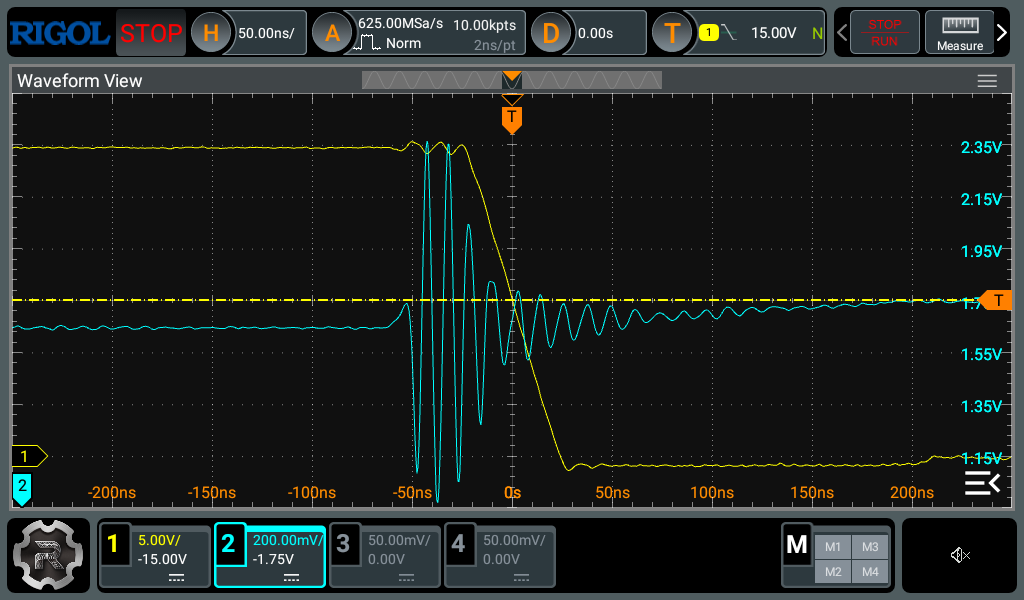 RIGOL STOP H 50.00ns/ A 625.00MSa/s 10.00kpts D 0.00s T 1 15.00V N STOP
Norm 2ns/pt RUN Measure
Waveform View
T
2.35V
2.15V
1.95V
T
1.55V
1.35V
1 1.15V
2
-200ns -150ns -100ns -50ns 0s 50ns 100ns 150ns 200ns
1 5.00V/ 2 200.00mV/ 3 50.00mV/ 4 50.00mV/ M M1 M3
-15.00V -1.75V 0.00V 0.00V M2 M4
R